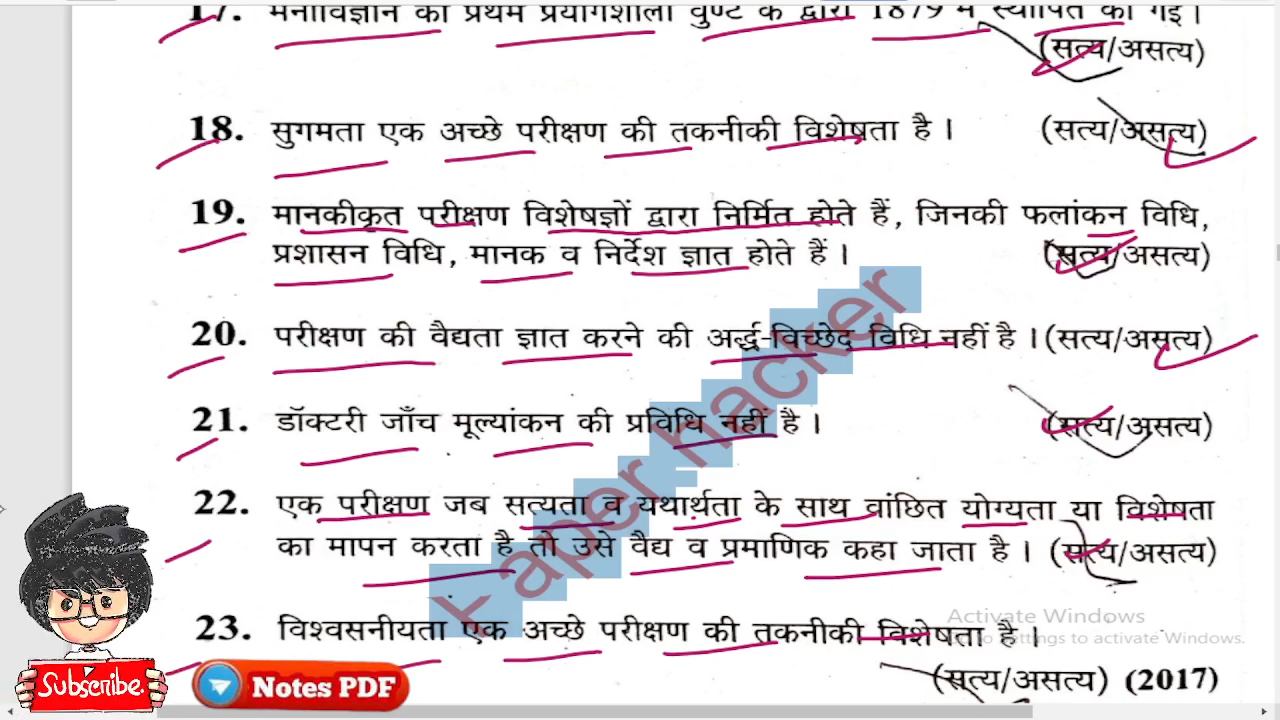 17. मनोविज्ञान की प्रथम प्रयोगशाला वुण्ट के द्वारा 1879 में स्थापित की गई।
(सत्य/असत्य)
18. सुगमता एक अच्छे परीक्षण की तकनीकी विशेषता है। (सत्य/असत्य)
19. मानकीकृत परीक्षण विशेषज्ञों द्वारा निर्मित होते हैं, जिनकी फलांकन विधि,
प्रशासन विधि, मानक व निर्देश ज्ञात होते हैं। (सत्य/असत्य)
20. परीक्षण की वैद्यता ज्ञात करने की अर्द्ध-विच्छेद विधि नहीं है। (सत्य/असत्य)
21. डॉक्टरी जाँच मूल्यांकन की प्रविधि नहीं है। (सत्य/असत्य)
22. एक परीक्षण जब सत्यता व यथार्थता के साथ वांछित योग्यता या विशेषता
का मापन करता है तो उसे वैद्य व प्रमाणिक कहा जाता है। (सत्य/असत्य)
23. विश्वसनीयता एक अच्छे परीक्षण की तकनीकी विशेषता है।
(सत्य/असत्य) (2017)
Paper hacker
Activate Windows
to Settings to activate Windows.
Subscribe.
Notes PDF